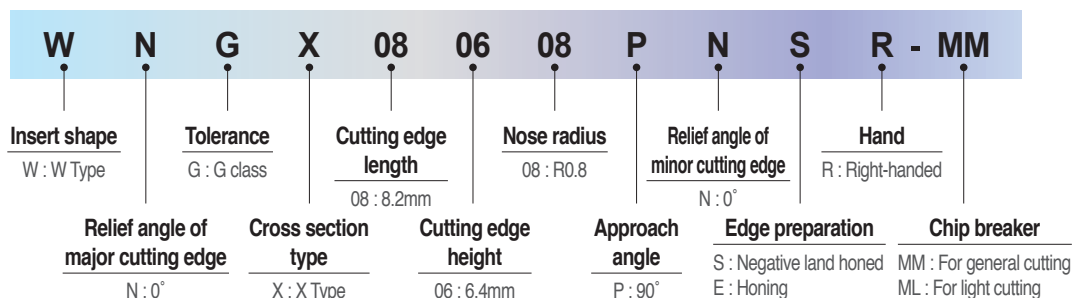 W N G X 08 06 08 P N S R - MM
Insert shape
W : W Type
Tolerance
G : G class
Cutting edge
length
08 : 8.2mm
Nose radius
08 : R0.8
Relief angle of
minor cutting edge
N : 0°
Hand
R : Right-handed
Relief angle of
major cutting edge
N : 0°
Cross section
type
X : X Type
Cutting edge
height
06 : 6.4mm
Approach
angle
P : 90°
Edge preparation
S : Negative land honed
E : Honing
Chip breaker
MM : For general cutting
ML : For light cutting